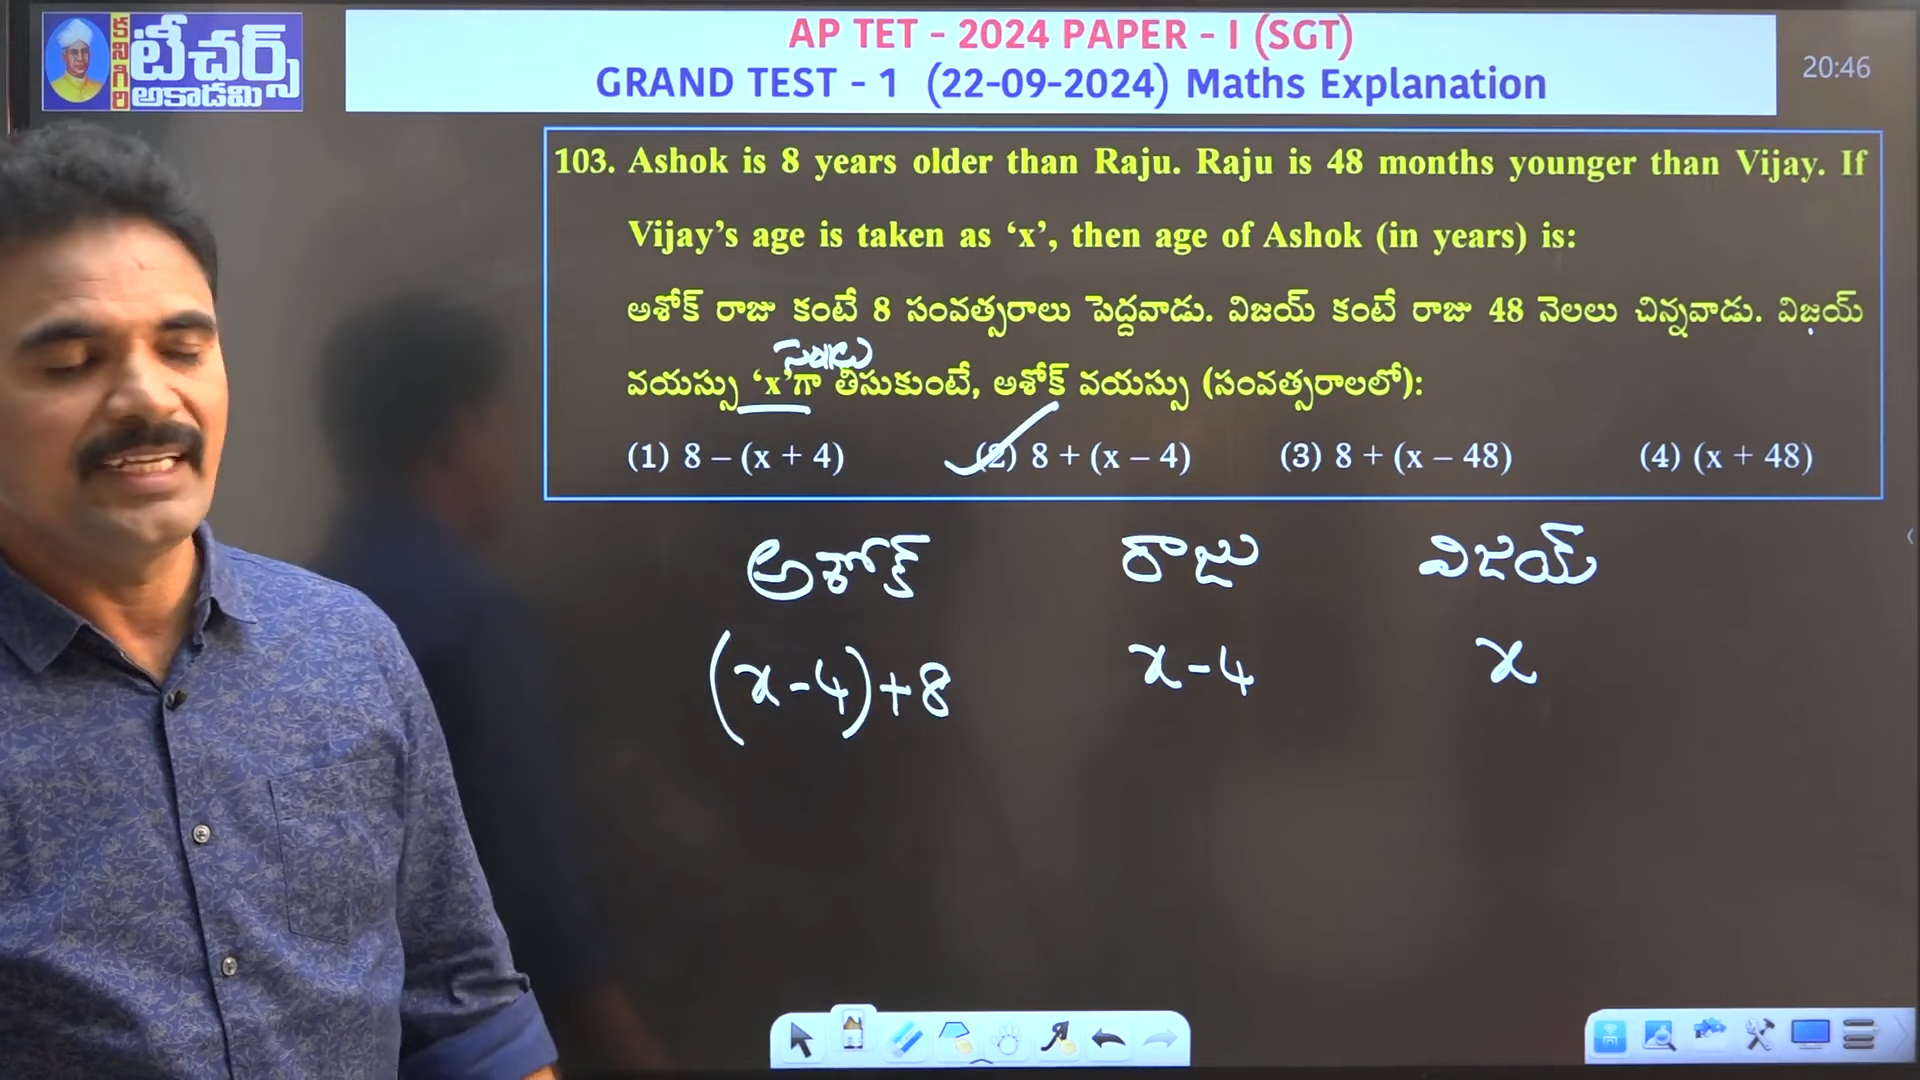 కనిగిరి
టీచర్స్
అకాడమి
AP TET - 2024 PAPER - I (SGT)
GRAND TEST - 1 (22-09-2024) Maths Explanation
20:46
103. Ashok is 8 years older than Raju. Raju is 48 months younger than Vijay. If
Vijay's age is taken as 'x', then age of Ashok (in years) is:
అశోక్ రాజు కంటే 8 సంవత్సరాలు పెద్దవాడు. విజయ్ కంటే రాజు 48 నెలలు చిన్నవాడు. విజయ్
వయస్సు 'x'గా తీసుకుంటే, అశోక్ వయస్సు (సంవత్సరాలలో):
(1) 8 – (x + 4) (2) 8 + (x – 4) (3) 8 + (x – 48) (4) (x + 48)
అశోక్ రాజు విజయ్
(x-4)+8 x-4 x